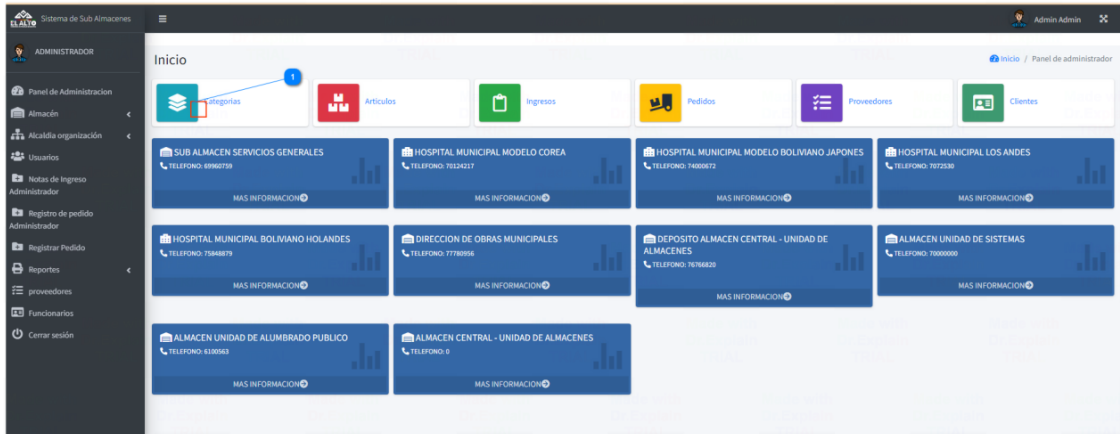 EL ALTO
Sistema de Sub Almacenes
Admin Admin
ADMINISTRADOR
Panel de Administracion
Almacén
Alcaldia organización
Usuarios
Notas de Ingreso
Administrador
Registro de pedido
Administrador
Registrar Pedido
Reportes
proveedores
Funcionarios
Cerrar sesión
Inicio
Inicio / Panel de administrador
1
Categorias
Articulos
Ingresos
Pedidos
Proveedores
Clientes
SUB ALMACEN SERVICIOS GENERALES
TELEFONO: 69960759
MAS INFORMACION
HOSPITAL MUNICIPAL MODELO COREA
TELEFONO: 70124217
MAS INFORMACION
HOSPITAL MUNICIPAL MODELO BOLIVIANO JAPONES
TELEFONO: 74000672
MAS INFORMACION
HOSPITAL MUNICIPAL LOS ANDES
TELEFONO: 7072530
MAS INFORMACION
HOSPITAL MUNICIPAL BOLIVIANO HOLANDES
TELEFONO: 75848879
MAS INFORMACION
DIRECCION DE OBRAS MUNICIPALES
TELEFONO: 77780956
MAS INFORMACION
DEPOSITO ALMACEN CENTRAL - UNIDAD DE
ALMACENES
TELEFONO: 76766820
MAS INFORMACION
ALMACEN UNIDAD DE SISTEMAS
TELEFONO: 70000000
MAS INFORMACION
ALMACEN UNIDAD DE ALUMBRADO PUBLICO
TELEFONO: 6100563
MAS INFORMACION
ALMACEN CENTRAL - UNIDAD DE ALMACENES
TELEFONO: 0
MAS INFORMACION